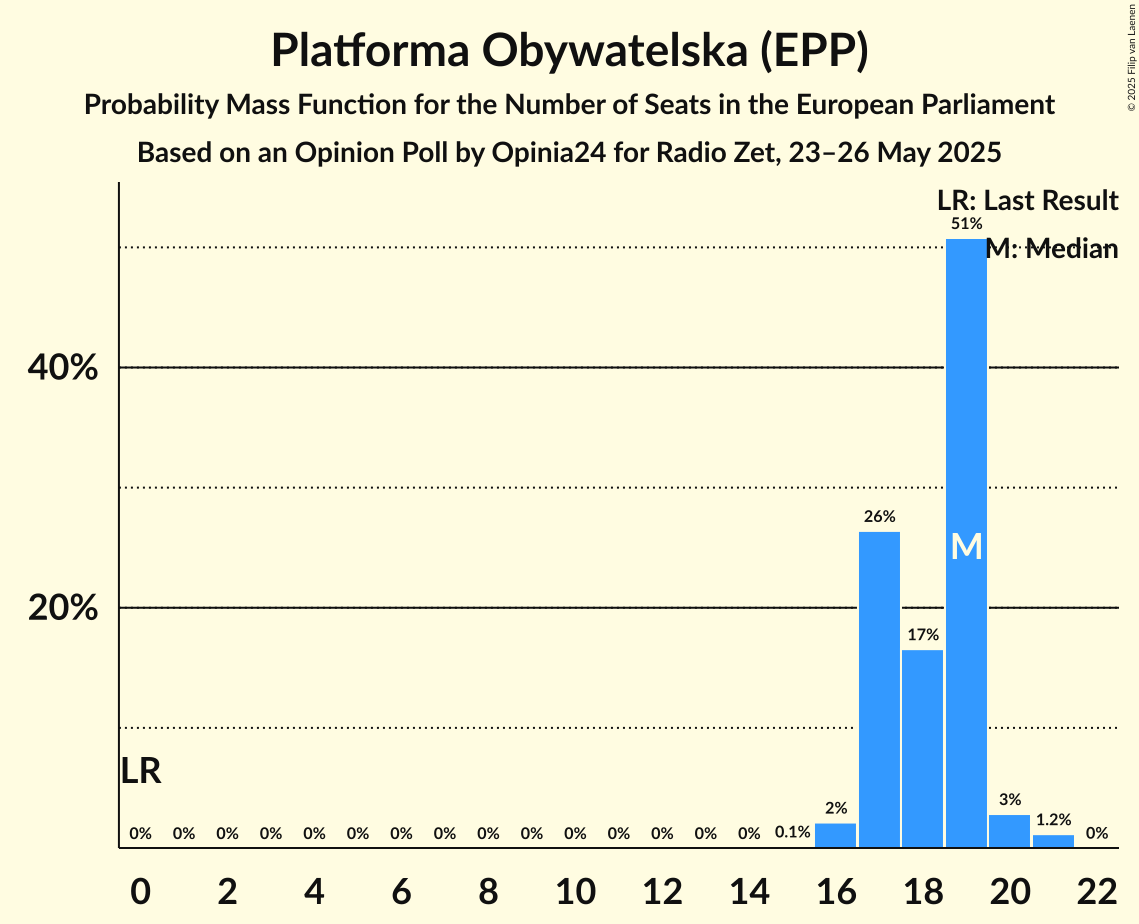 Platforma Obywatelska (EPP)
Probability Mass Function for the Number of Seats in the European Parliament
Based on an Opinion Poll by Opinia24 for Radio Zet, 23–26 May 2025
© 2025 Filip van Laenen
LR: Last Result
M: Median
51%
40%
26%
M
20%
17%
LR
0% 0% 0% 0% 0% 0% 0% 0% 0% 0% 0% 0% 0% 0% 0% 0.1% 2% 3% 1.2% 0%
0 2 4 6 8 10 12 14 16 18 20 22